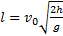 l = v₀√(2h/g)